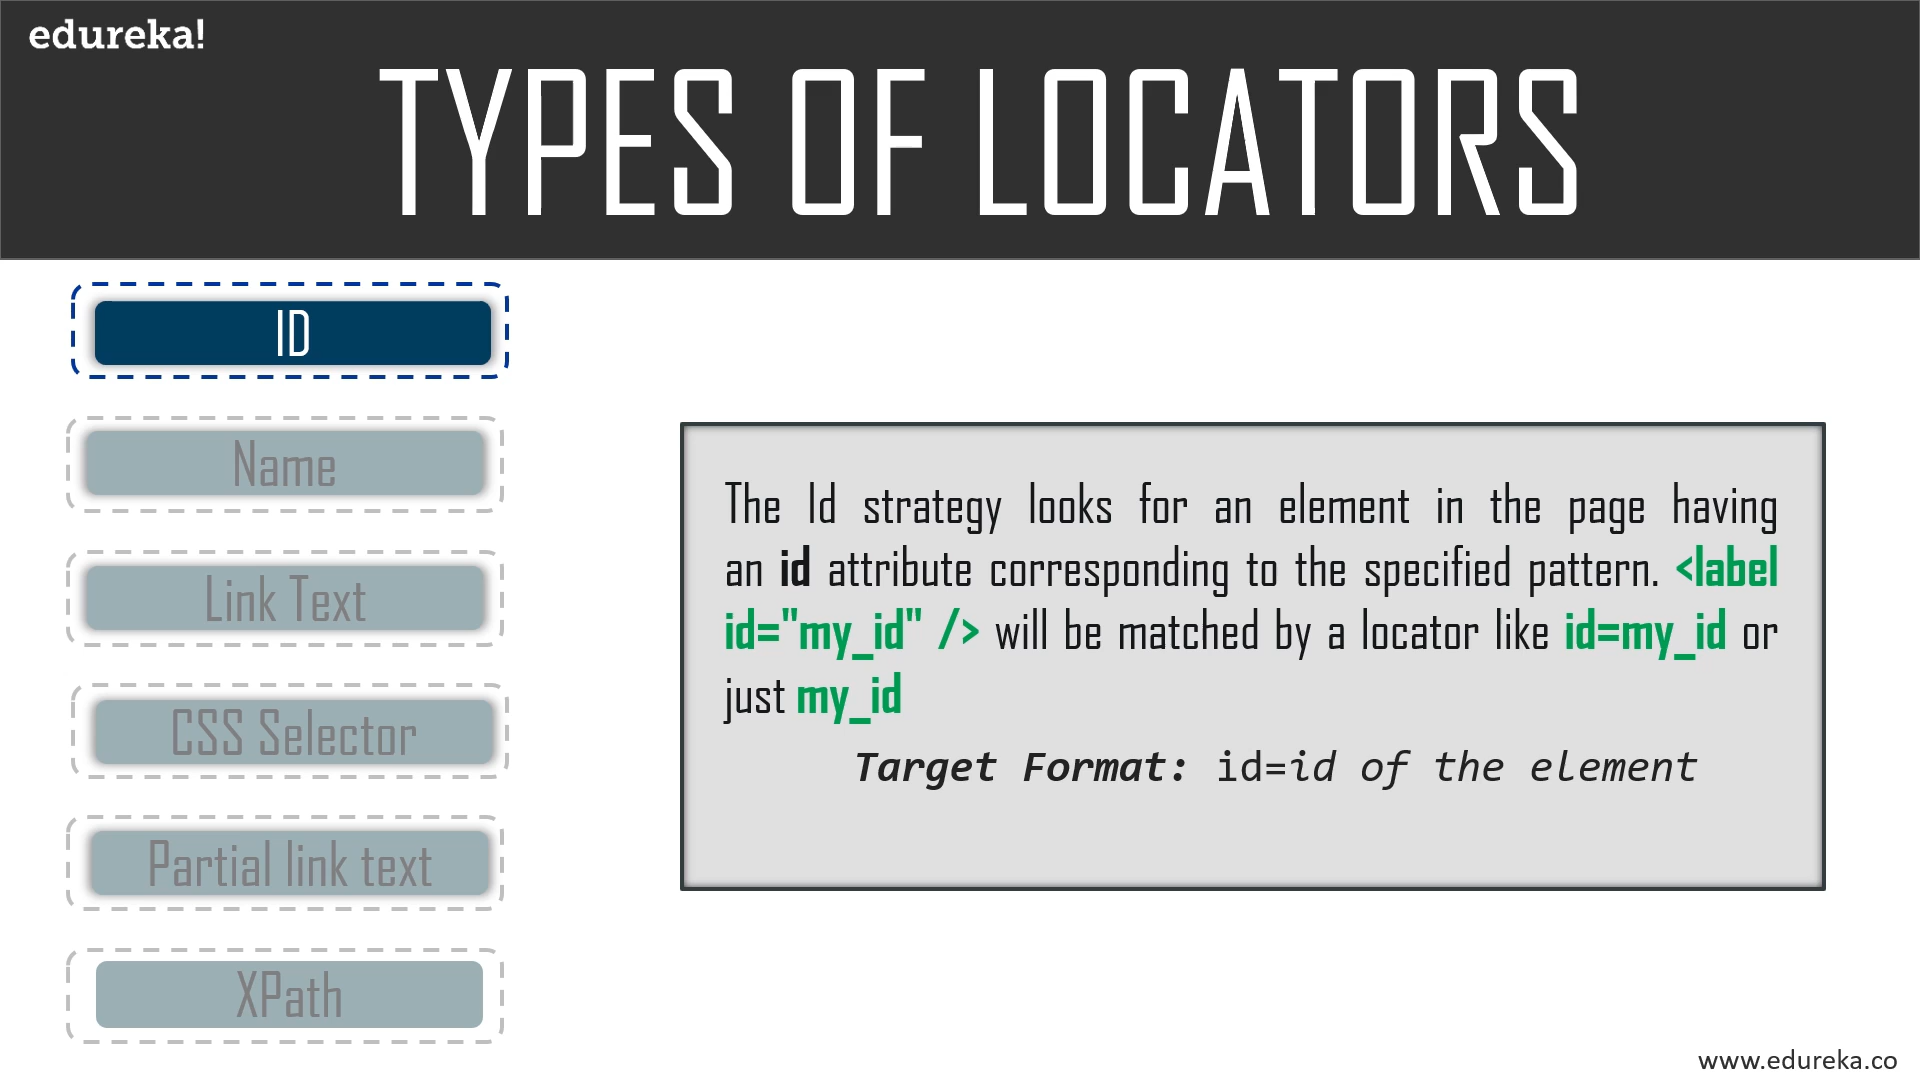 edureka!
TYPES OF LOCATORS
ID
Name
Link Text
CSS Selector
Partial link text
XPath
The Id strategy looks for an element in the page having
an id attribute corresponding to the specified pattern. <label
id="my_id" /> will be matched by a locator like id=my_id or
just my_id
Target Format: id=id of the element
www.edureka.co